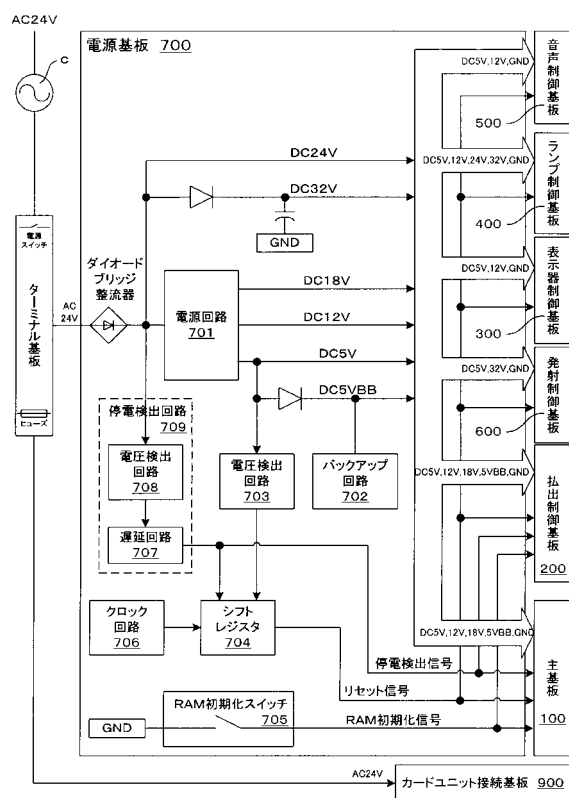 AC24V
C
電源基板 700
電源
スイッチ
ターミナル基板
ヒューズ
AC
24V
ダイオード
ブリッジ
整流器
DC24V
DC32V
GND
電源回路
701
DC18V
DC12V
DC5V
DC5VBB
停電検出回路
709
電圧検出
回路
708
遅延回路
707
電圧検出
回路
703
バックアップ
回路
702
クロック
回路
706
シフト
レジスタ
704
RAM初期化スイッチ
705
GND
停電検出信号
リセット信号
RAM初期化信号
DC5V,12V,GND
音声制御基板
500
DC5V,12V,24V,32V,GND
ランプ制御基板
400
DC5V,12V,GND
表示器制御基板
300
DC5V,32V,GND
発射制御基板
600
DC5V,12V,18V,5VBB,GND
払出制御基板
200
DC5V,12V,18V,5VBB,GND
主基板
100
AC24V
カードユニット接続基板 900